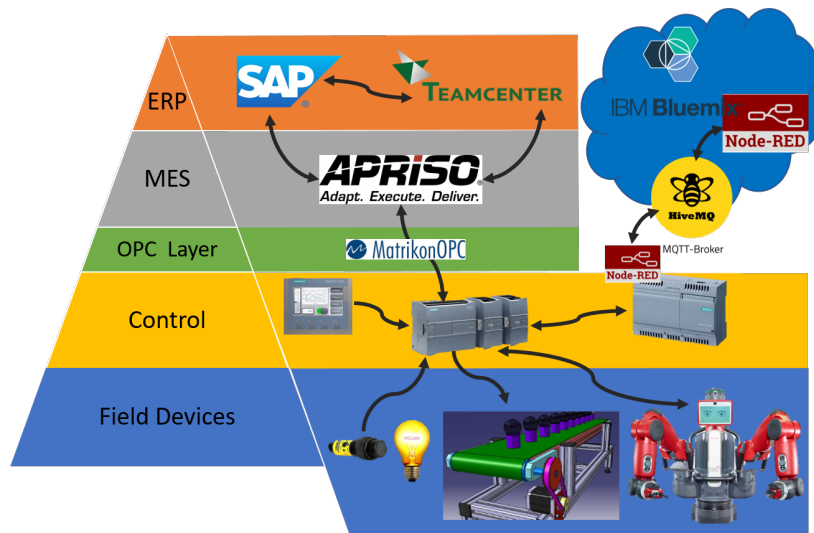 ERP
SAP
®
TEAMCENTER
IBM Bluemix
Node-RED
MES
APRISO®
Adapt. Execute. Deliver.
HiveMQ
MQTT-Broker
OPC Layer
MatrikonOPC
Node-RED
Control
Field Devices